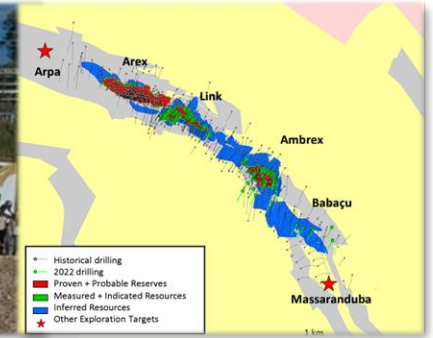 Arpa
Arex
Link
Ambrex
Babaçu
Massaranduba
Historical drilling
2022 drilling
Proven + Probable Reserves
Measured + Indicated Resources
Inferred Resources
Other Exploration Targets
1 km